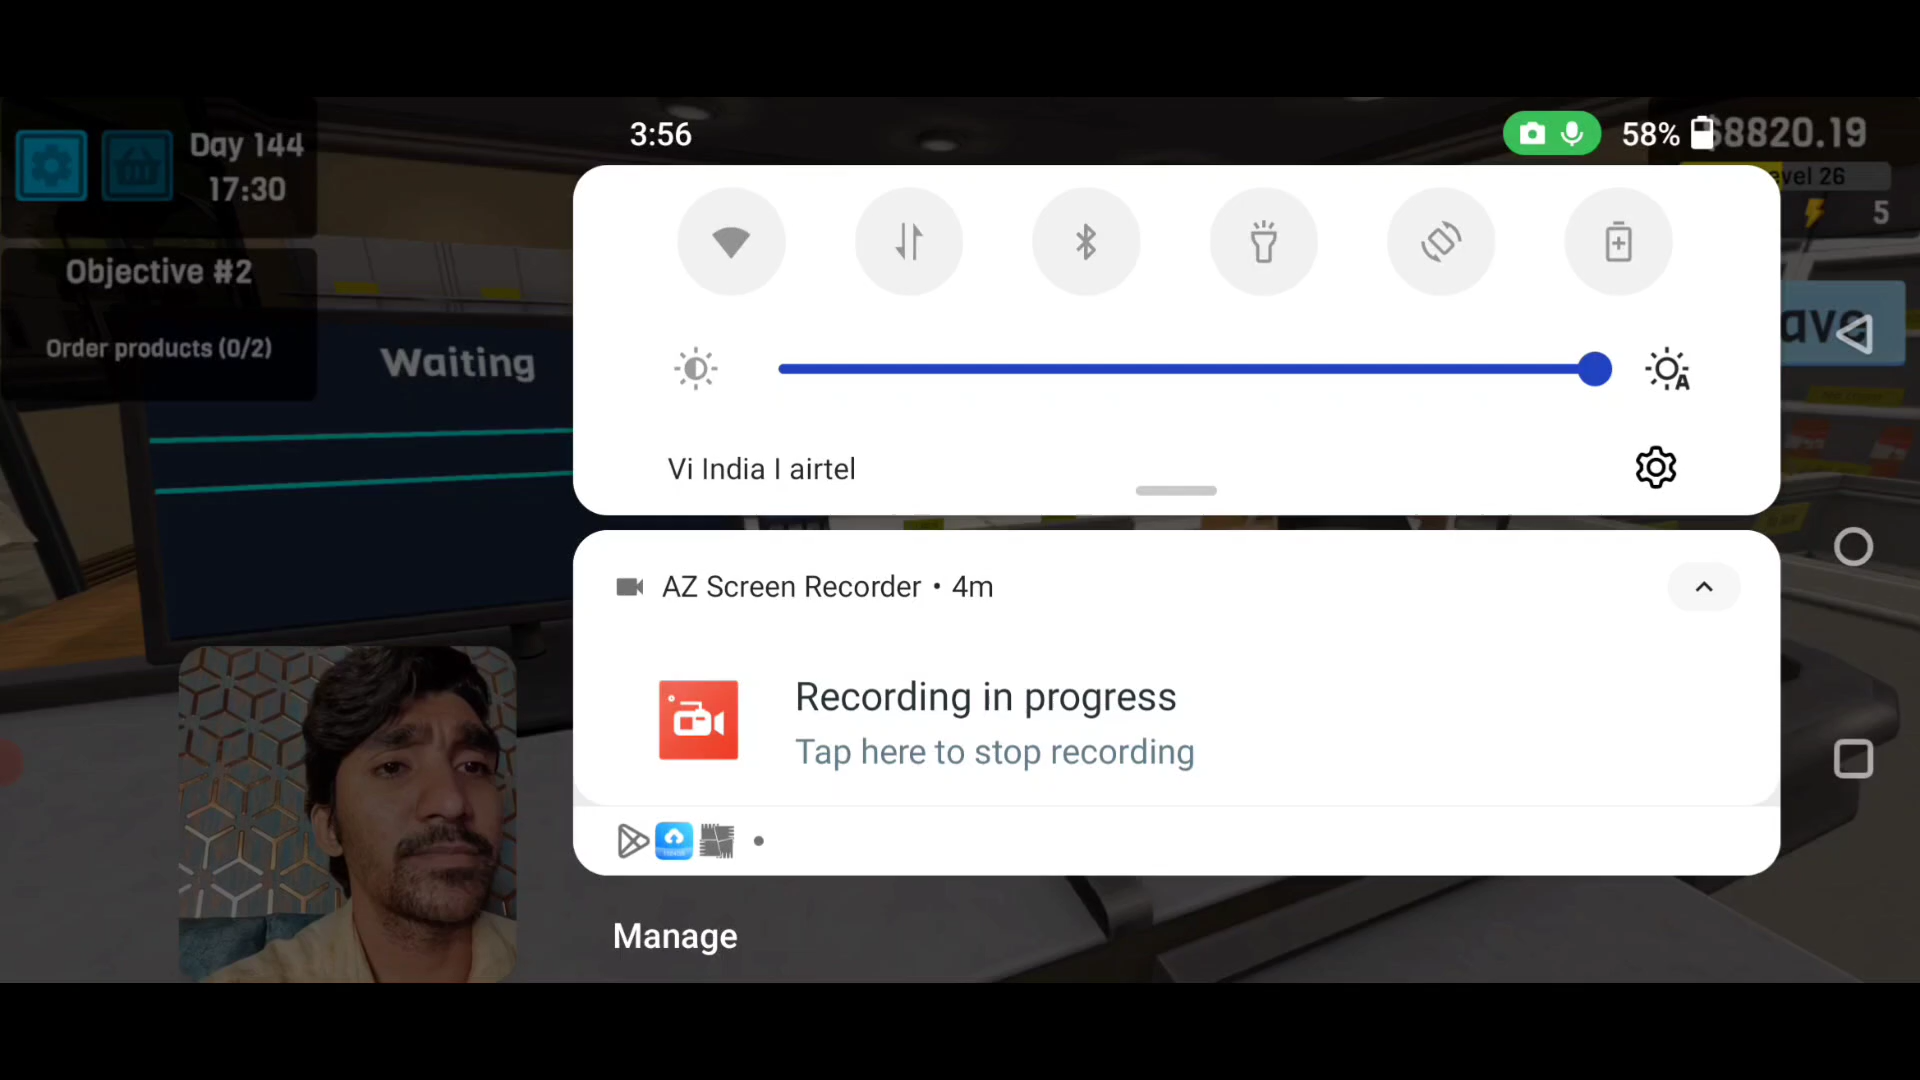 3:56
58%
$8820.19
Day 144
17:30
Level 26
5
Objective #2
Order products (0/2)
Waiting
Vi India I airtel
AZ Screen Recorder • 4m
Recording in progress
Tap here to stop recording
Manage